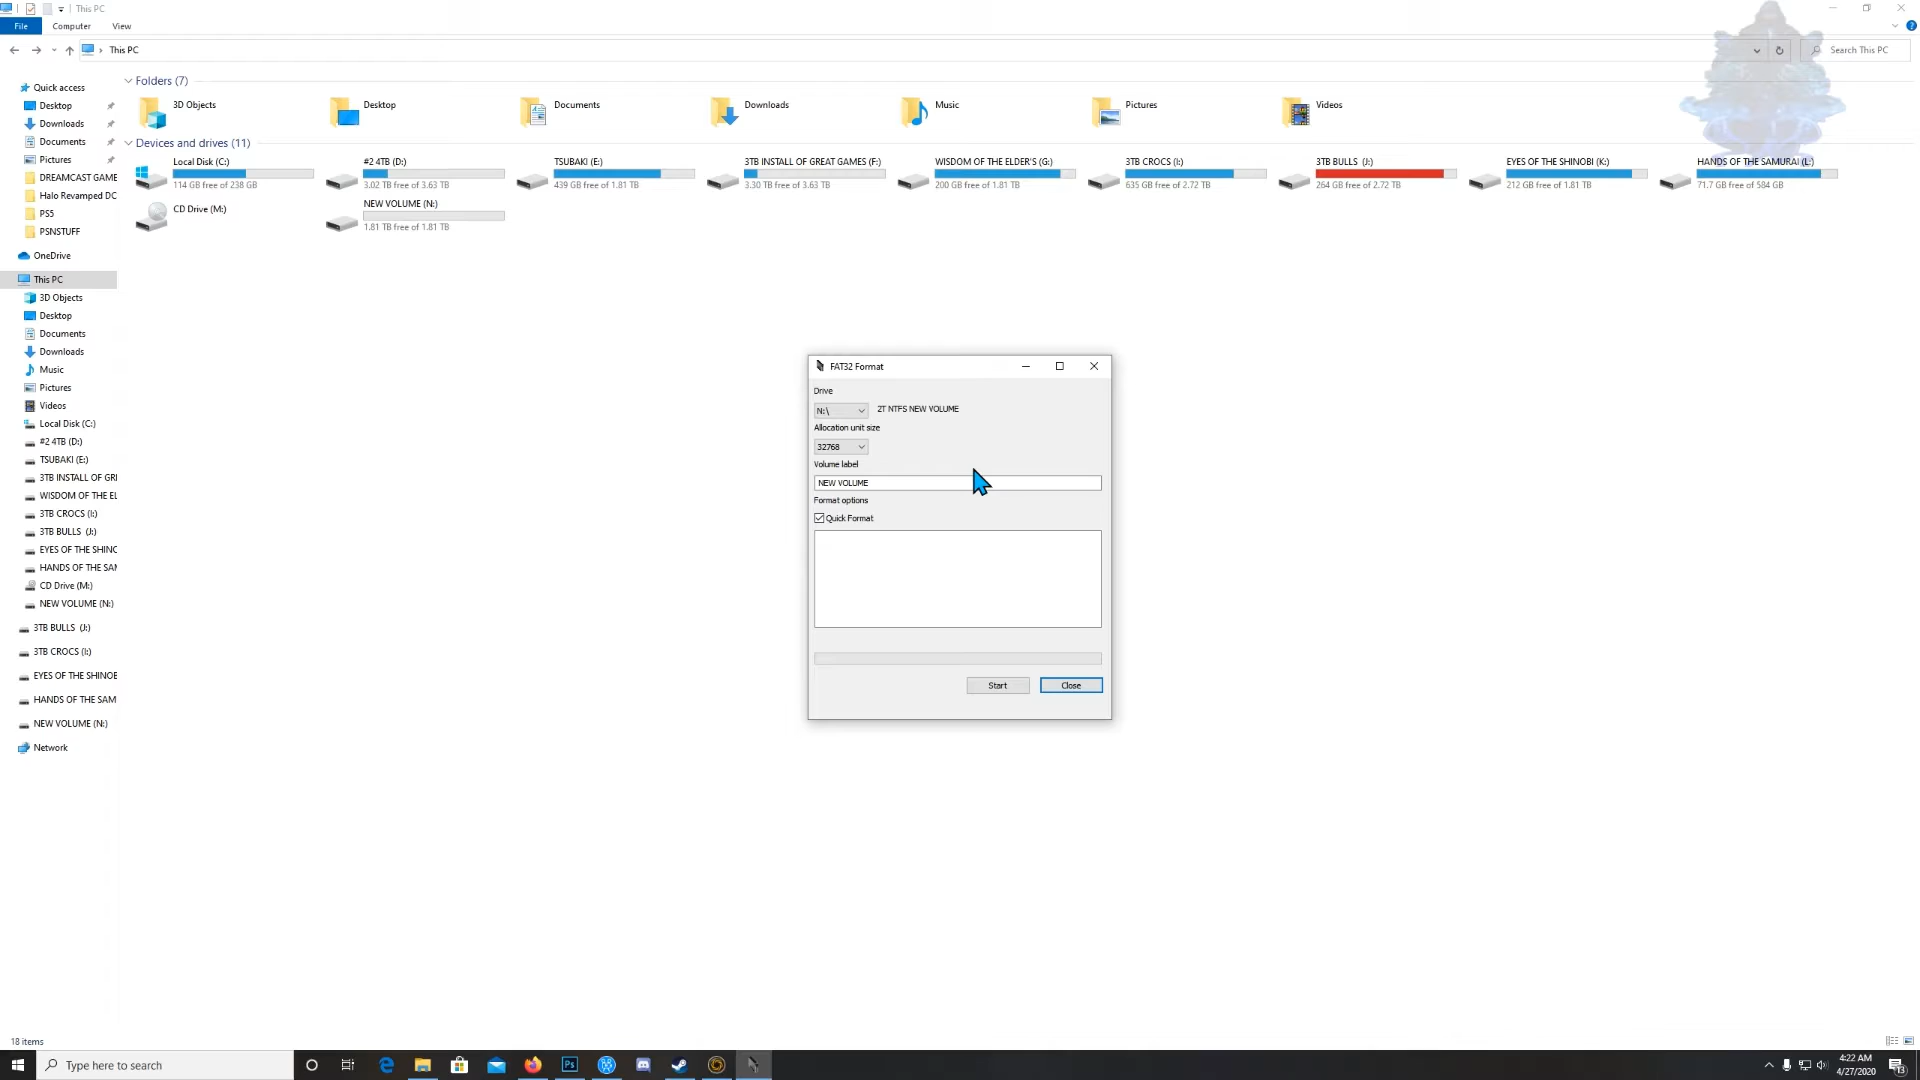 This PC
File Computer View
This PC
Search This PC
Quick access
Desktop
Downloads
Documents
Pictures
DREAMCAST GAME
Halo Revamped DC
PS5
PSNSTUFF
OneDrive
This PC
3D Objects
Desktop
Documents
Downloads
Music
Pictures
Videos
Local Disk (C:)
#2 4TB (D:)
TSUBAKI (E:)
3TB INSTALL OF GRE
WISDOM OF THE EL
3TB CROCS (I:)
3TB BULLS (J:)
EYES OF THE SHINO
HANDS OF THE SAM
CD Drive (M:)
NEW VOLUME (N:)
3TB BULLS (J:)
3TB CROCS (I:)
EYES OF THE SHINOB
HANDS OF THE SAM
NEW VOLUME (N:)
Network
Folders (7)
3D Objects
Desktop
Documents
Downloads
Music
Pictures
Videos
Devices and drives (11)
Local Disk (C:)
114 GB free of 238 GB
#2 4TB (D:)
3.02 TB free of 3.63 TB
TSUBAKI (E:)
439 GB free of 1.81 TB
3TB INSTALL OF GREAT GAMES (F:)
3.30 TB free of 3.63 TB
WISDOM OF THE ELDER'S (G:)
200 GB free of 1.81 TB
3TB CROCS (I:)
635 GB free of 2.72 TB
3TB BULLS (J:)
264 GB free of 2.72 TB
EYES OF THE SHINOBI (K:)
212 GB free of 1.81 TB
HANDS OF THE SAMURAI (L:)
71.7 GB free of 584 GB
CD Drive (M:)
NEW VOLUME (N:)
1.81 TB free of 1.81 TB
FAT32 Format
Drive
N:\ 2T NTFS NEW VOLUME
Allocation unit size
32768
Volume label
NEW VOLUME
Format options
Quick Format
Start Close
18 items
Type here to search
Ps
4:22 AM
4/27/2020
13